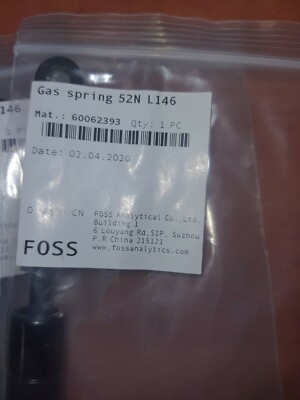 Gas spring 52N L146
Mat.: 60062393 Qty: 1 PC
Date: 02.04.2020
CN FOSS Analytical Co., Ltd.
Building 1
6 Louyang Rd,SIP, Suzhou
P.R China 215121
www.fossanalytics.com
FOSS
146